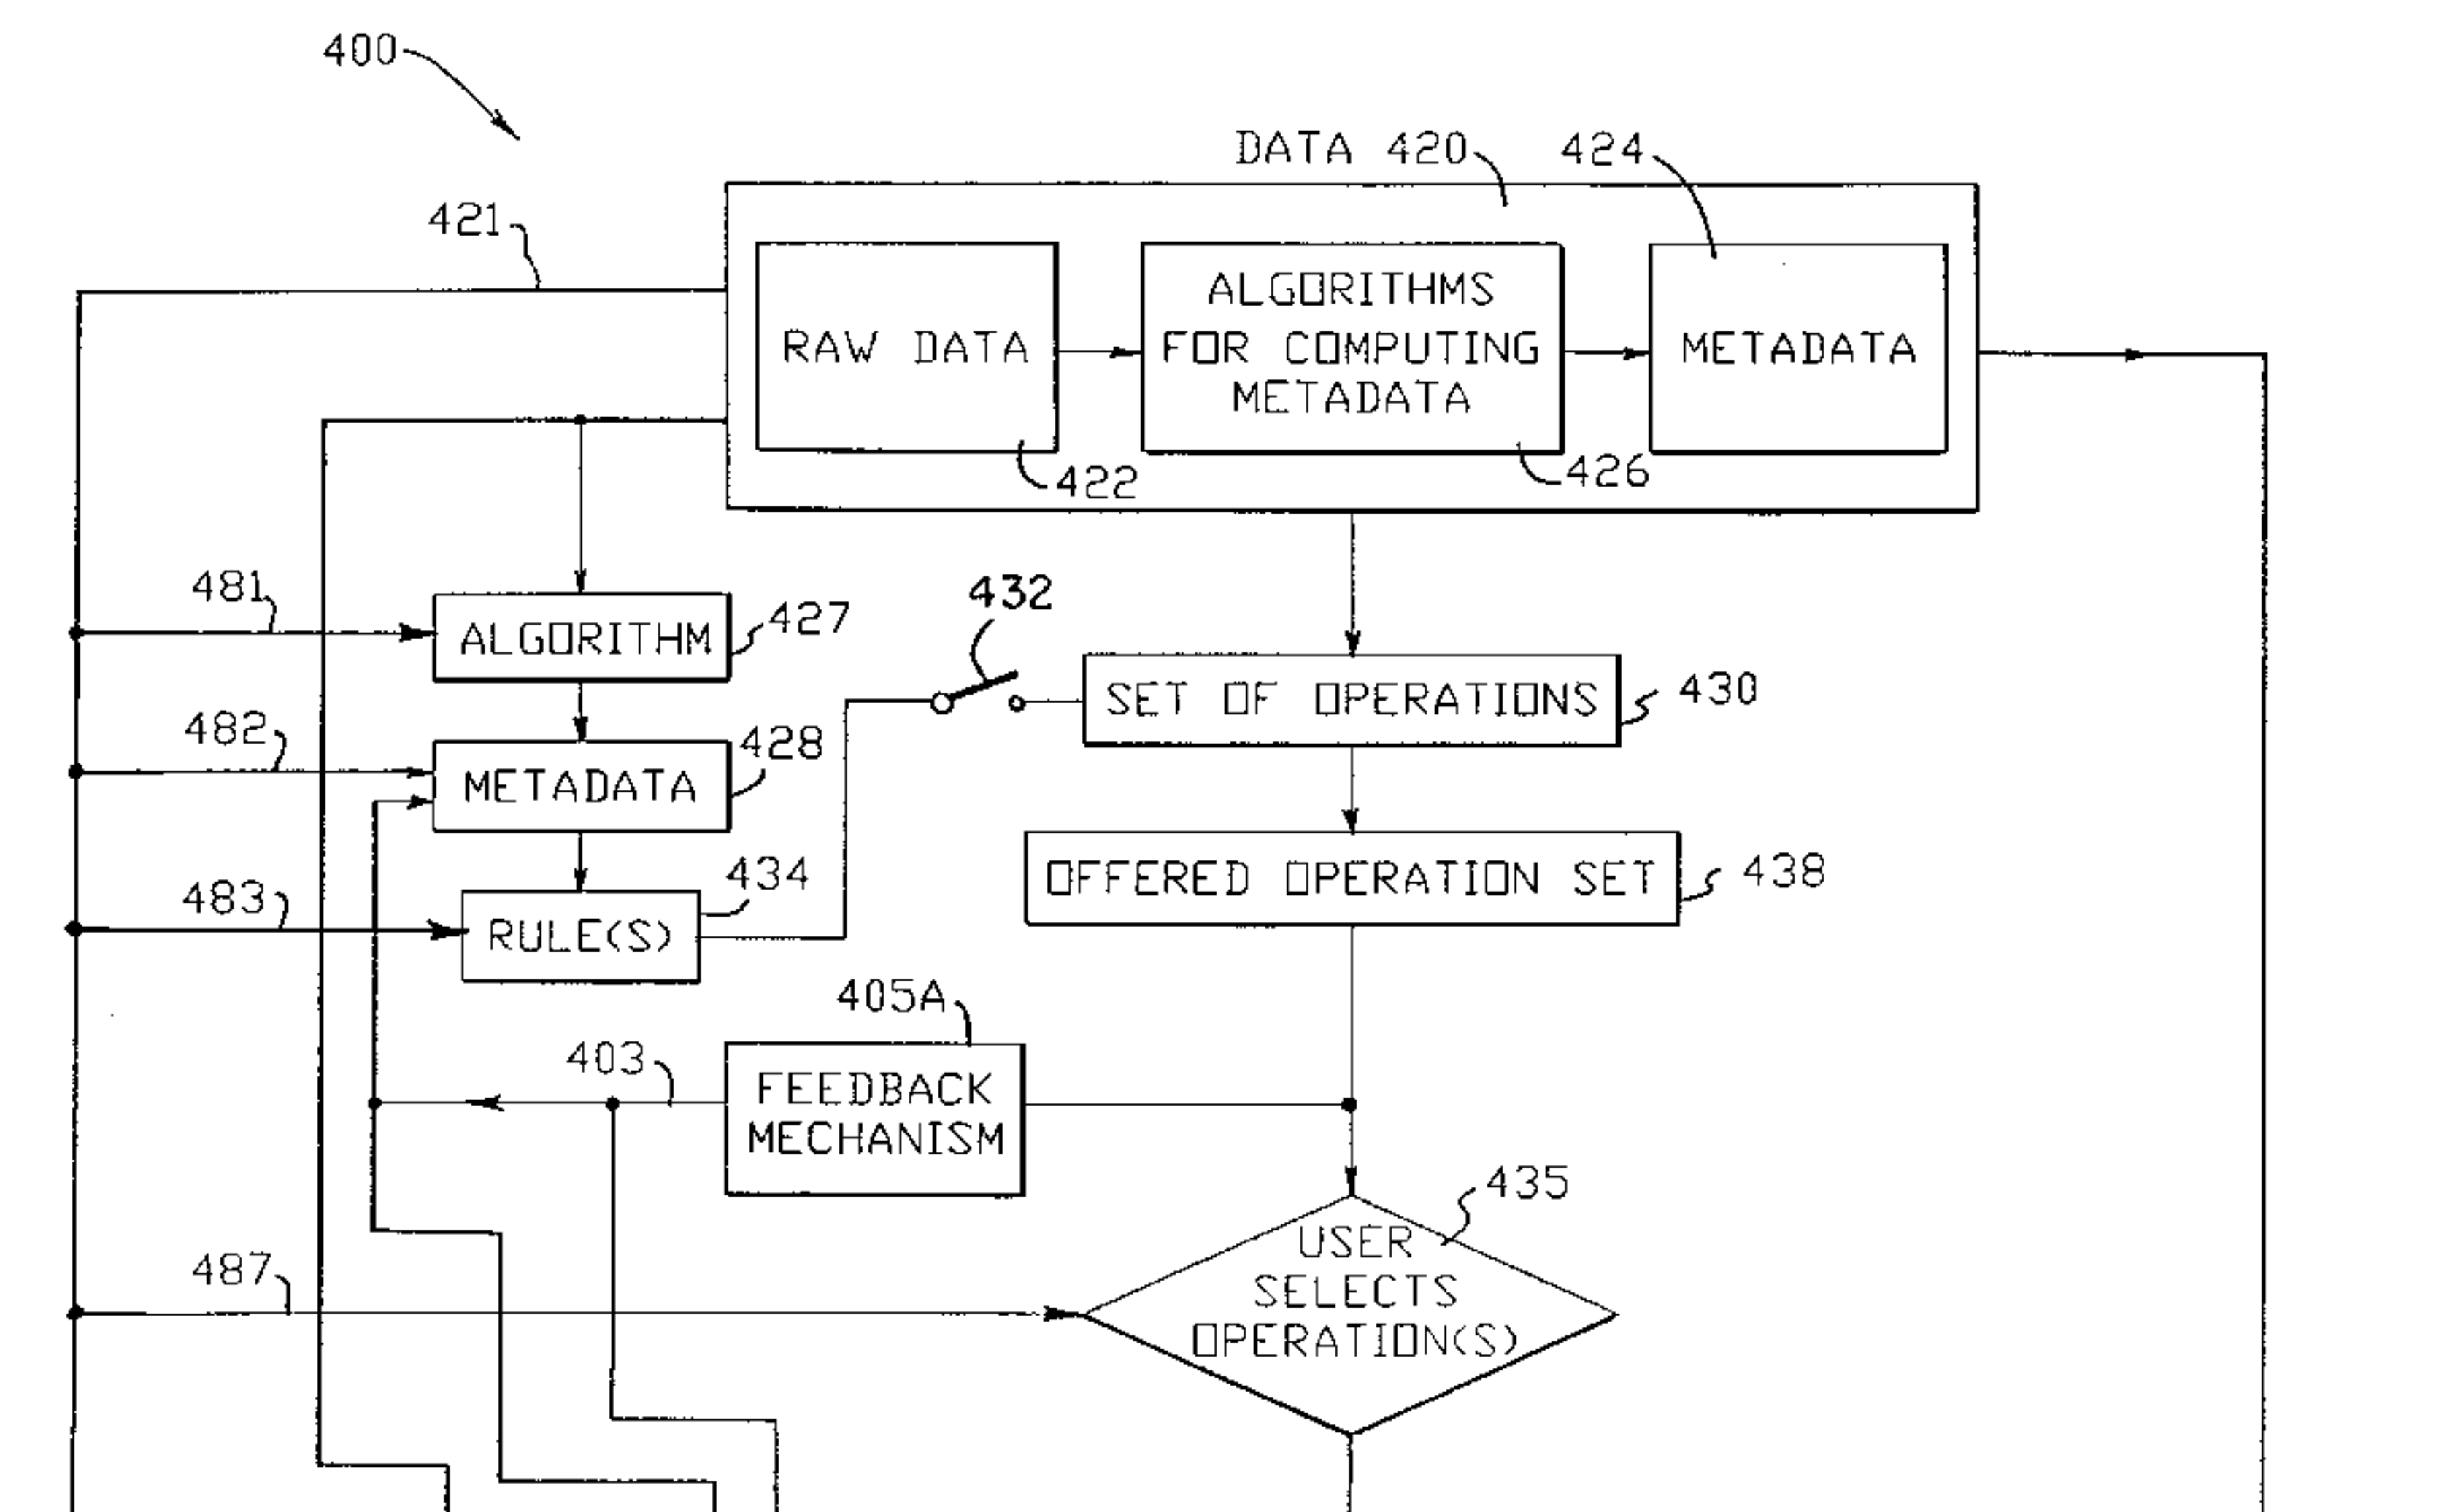 400
DATA 420
424
421
RAW DATA
ALGORITHMS
FOR COMPUTING
METADATA
METADATA
422
426
481
ALGORITHM
427
432
SET OF OPERATIONS
430
482
METADATA
428
483
RULE(S)
434
OFFERED OPERATION SET
438
405A
403
FEEDBACK
MECHANISM
435
USER
SELECTS
OPERATION(S)
487